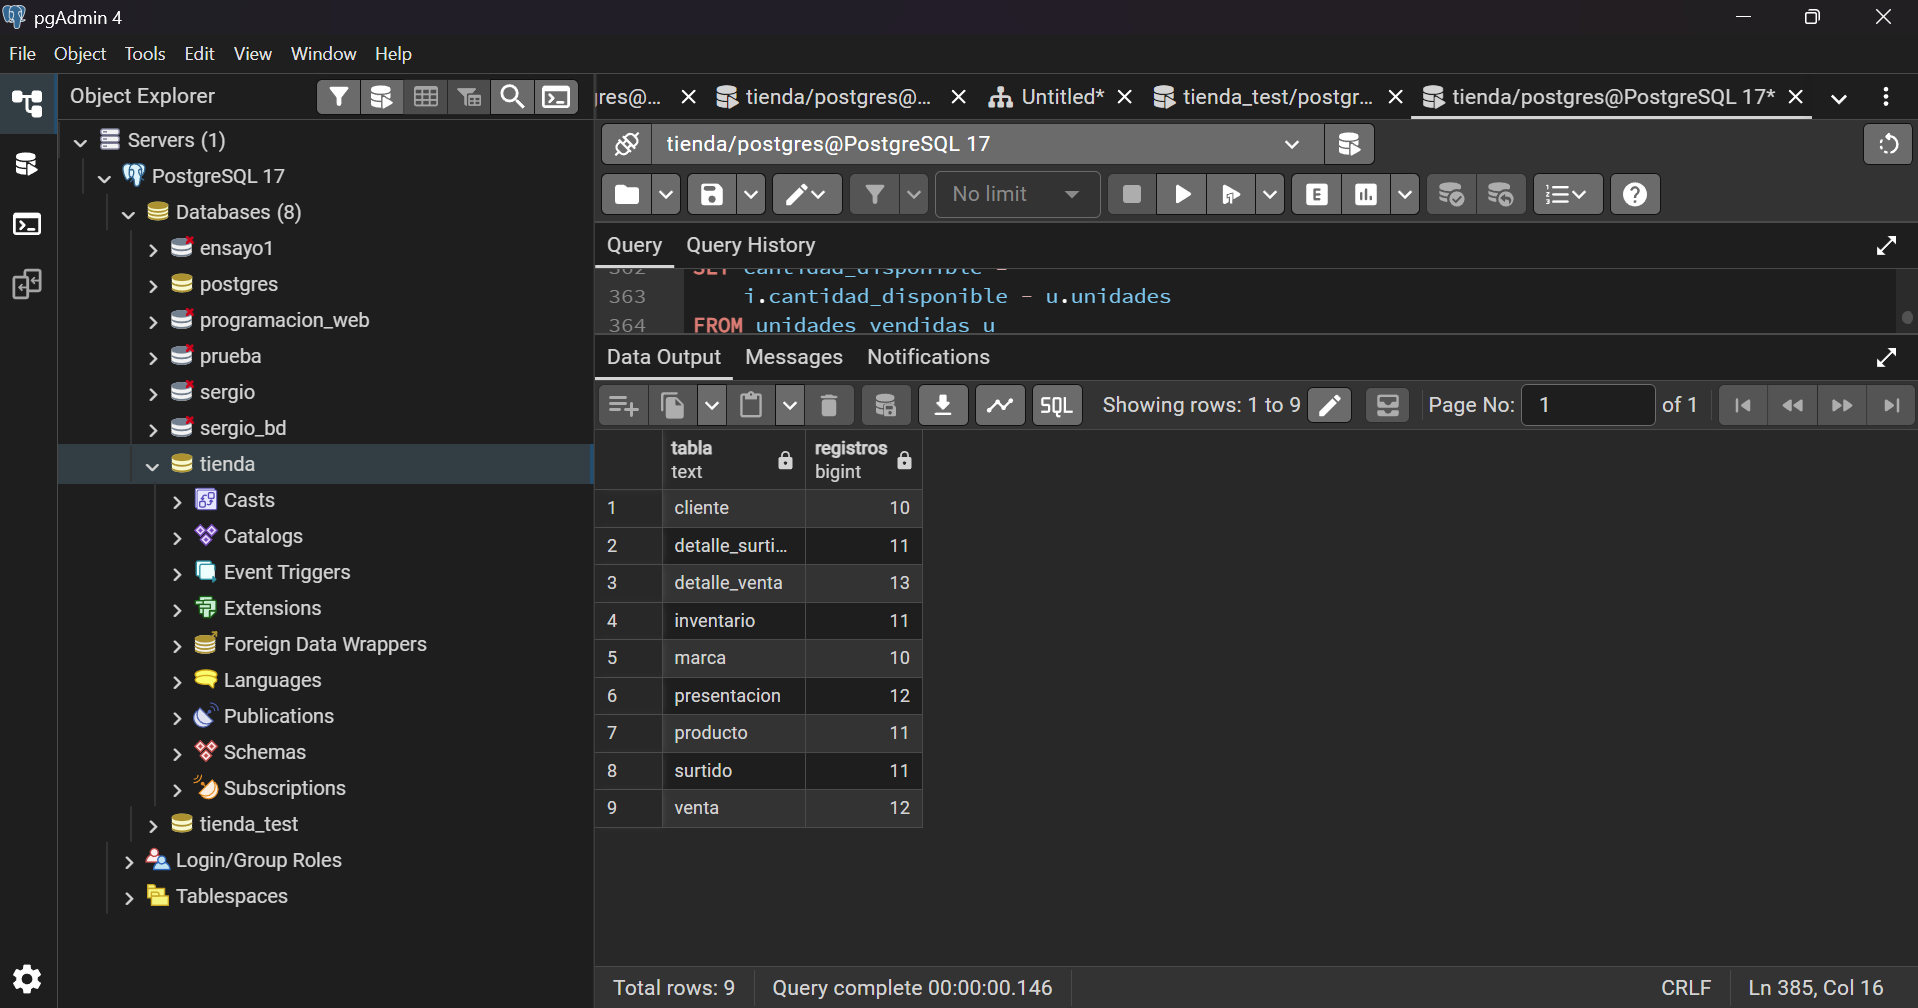 pgAdmin 4
File Object Tools Edit View Window Help
Object Explorer
Servers (1)
PostgreSQL 17
Databases (8)
ensayo1
postgres
programacion_web
prueba
sergio
sergio_bd
tienda
Casts
Catalogs
Event Triggers
Extensions
Foreign Data Wrappers
Languages
Publications
Schemas
Subscriptions
tienda_test
Login/Group Roles
Tablespaces
res@... tienda/postgres@... Untitled* tienda_test/postgr... tienda/postgres@PostgreSQL 17*
tienda/postgres@PostgreSQL 17
No limit E
Query Query History
362 SET cantidad_disponible =
363 i.cantidad_disponible - u.unidades
364 FROM unidades_vendidas u
Data Output Messages Notifications
SQL Showing rows: 1 to 9 Page No: 1 of 1
tabla registros
text bigint
1 cliente 10
2 detalle_surti... 11
3 detalle_venta 13
4 inventario 11
5 marca 10
6 presentacion 12
7 producto 11
8 surtido 11
9 venta 12
Total rows: 9 Query complete 00:00:00.146 CRLF Ln 385, Col 16